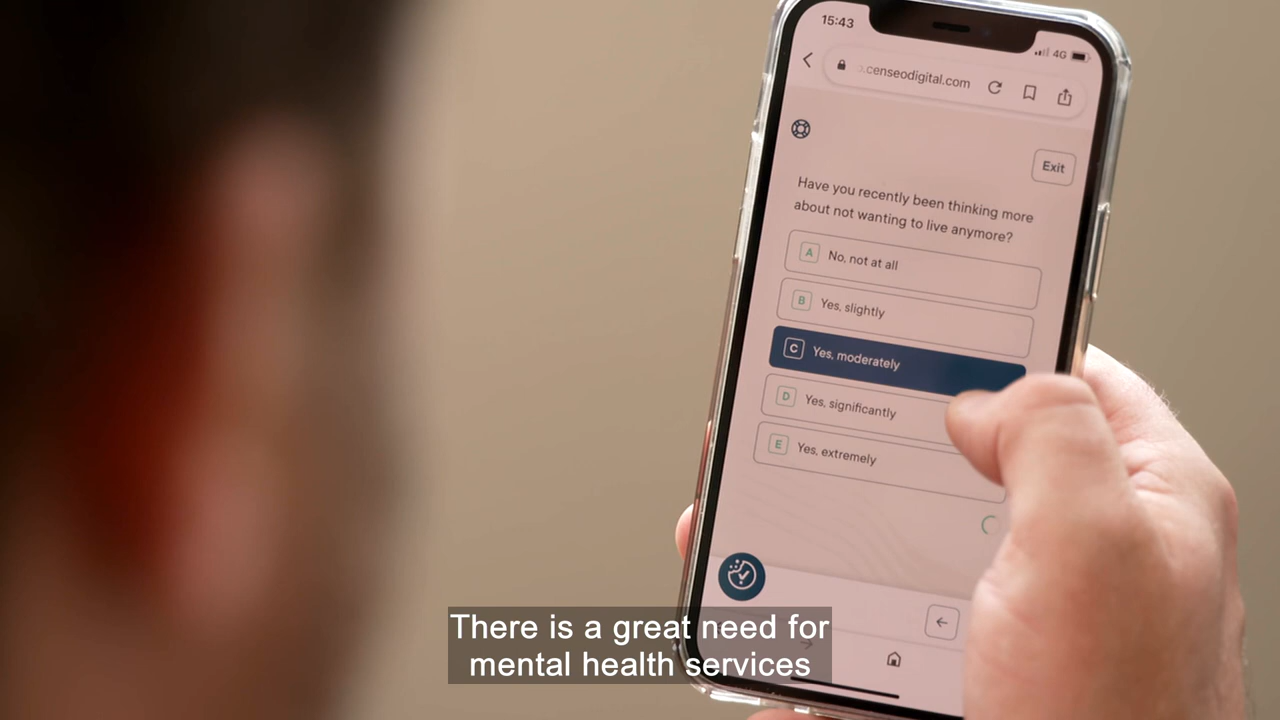 15:43
4G
censeodigital.com
Exit
Have you recently been thinking more
about not wanting to live anymore?
A No, not at all
B Yes, slightly
C Yes, moderately
D Yes, significantly
E Yes, extremely
There is a great need for
mental health services